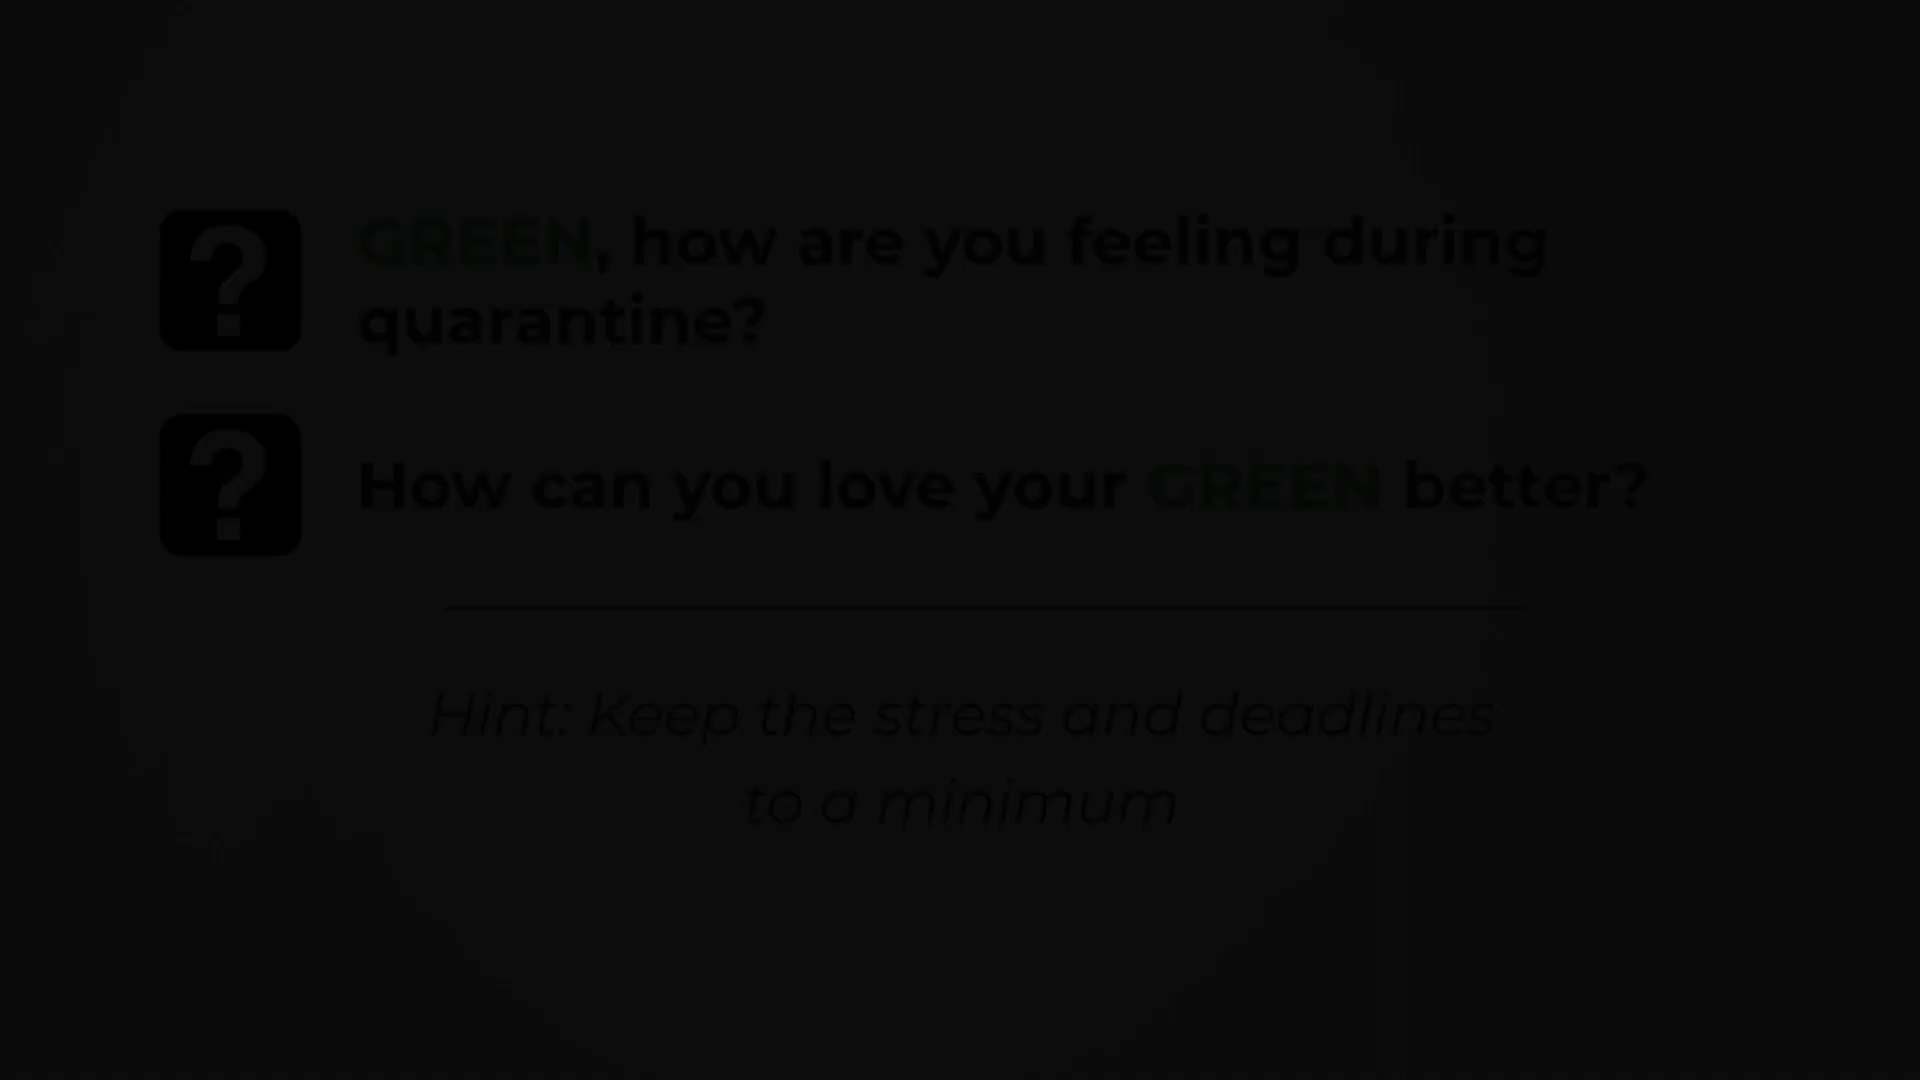 GREEN, how are you feeling during
quarantine?
How can you love your GREEN better?
Hint: Keep the stress and deadlines
to a minimum